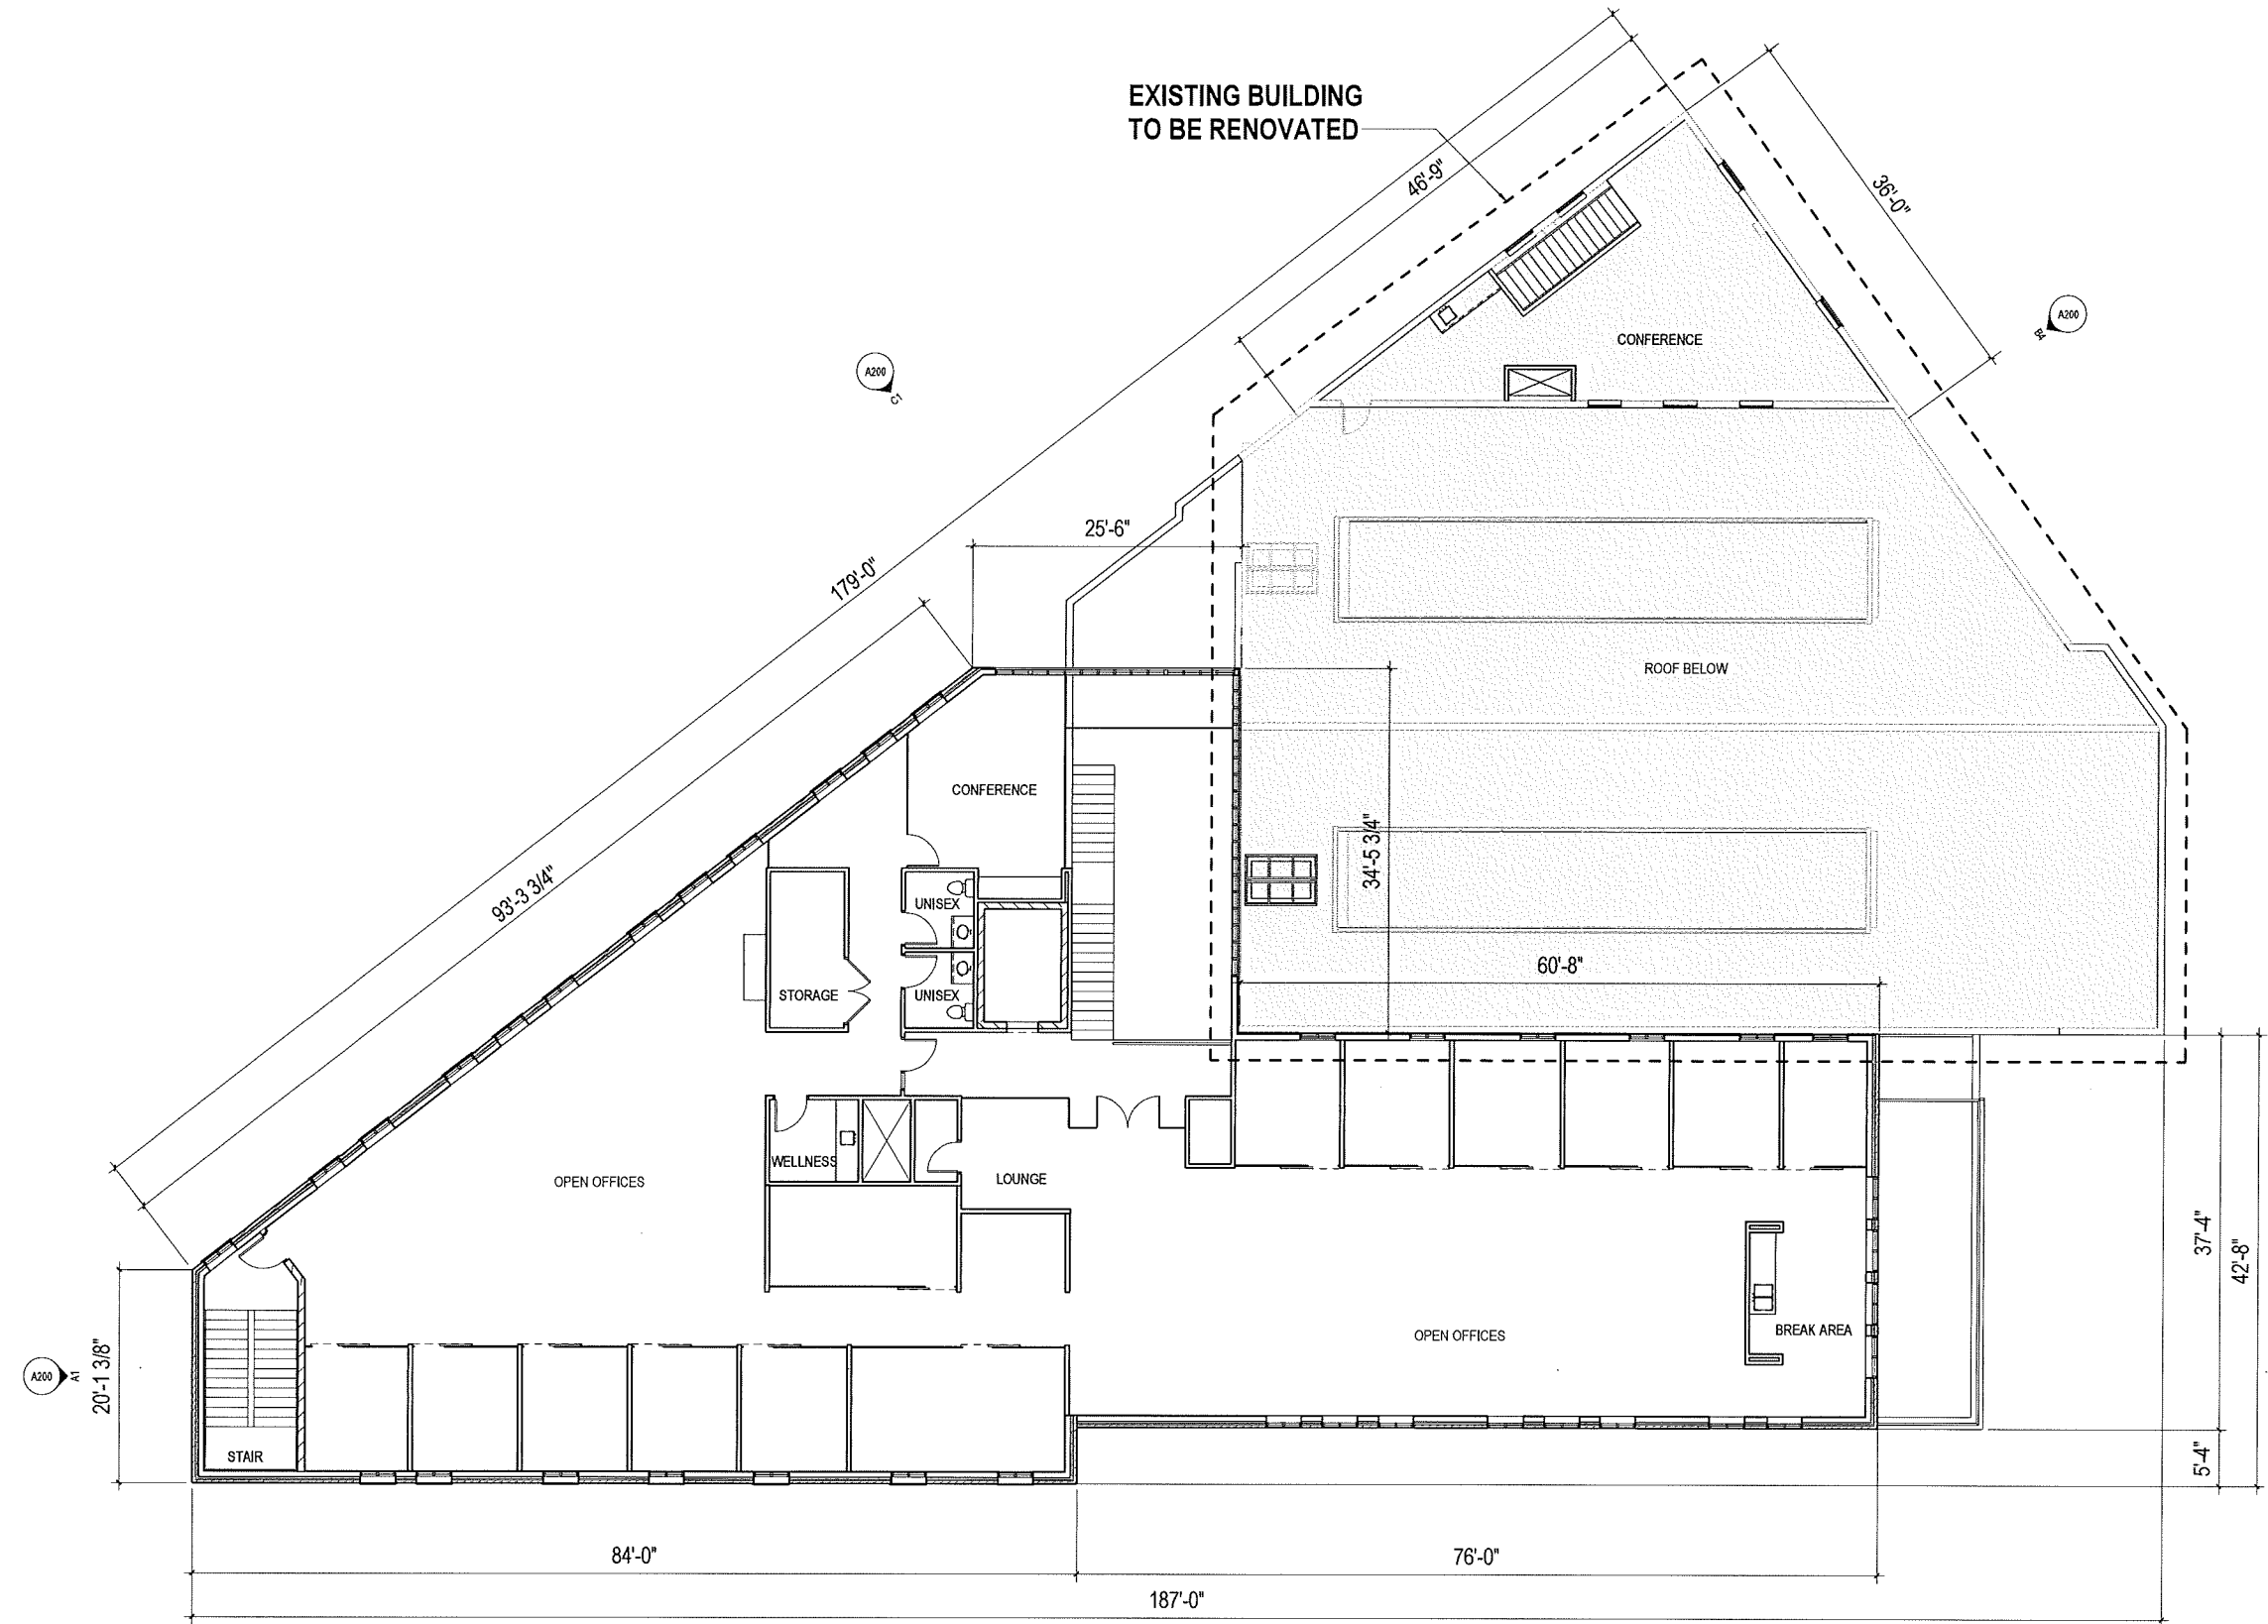 EXISTING BUILDING
TO BE RENOVATED
46'-9"
36'-0"
A200
B4
CONFERENCE
A200
C1
25'-6"
179'-0"
ROOF BELOW
CONFERENCE
34'-5 3/4"
93'-3 3/4"
UNISEX
60'-8"
STORAGE
UNISEX
WELLNESS
OPEN OFFICES
LOUNGE
37'-4"
42'-8"
BREAK AREA
OPEN OFFICES
A200
A1
20'-1 3/8"
STAIR
5'-4"
84'-0"
76'-0"
187'-0"